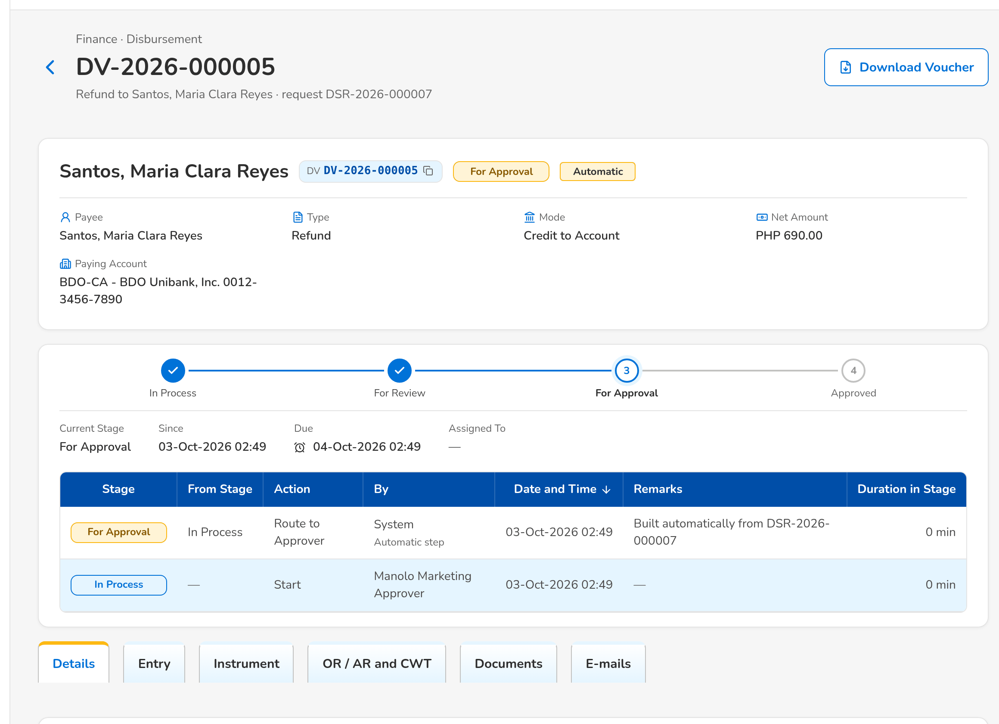 Finance · Disbursement
DV-2026-000005
Refund to Santos, Maria Clara Reyes · request DSR-2026-000007
Download Voucher
Santos, Maria Clara Reyes
DV DV-2026-000005
For Approval
Automatic
Payee
Santos, Maria Clara Reyes
Type
Refund
Mode
Credit to Account
Net Amount
PHP 690.00
Paying Account
BDO-CA - BDO Unibank, Inc. 0012-
3456-7890
In Process
For Review
3
For Approval
4
Approved
Current Stage
For Approval
Since
03-Oct-2026 02:49
Due
04-Oct-2026 02:49
Assigned To
—
Stage From Stage Action By Date and Time Remarks Duration in Stage
For Approval
In Process
Route to
Approver
System
Automatic step
03-Oct-2026 02:49
Built automatically from DSR-2026-
000007
0 min
In Process
—
Start
Manolo Marketing
Approver
03-Oct-2026 02:49
—
0 min
Details
Entry
Instrument
OR / AR and CWT
Documents
E-mails